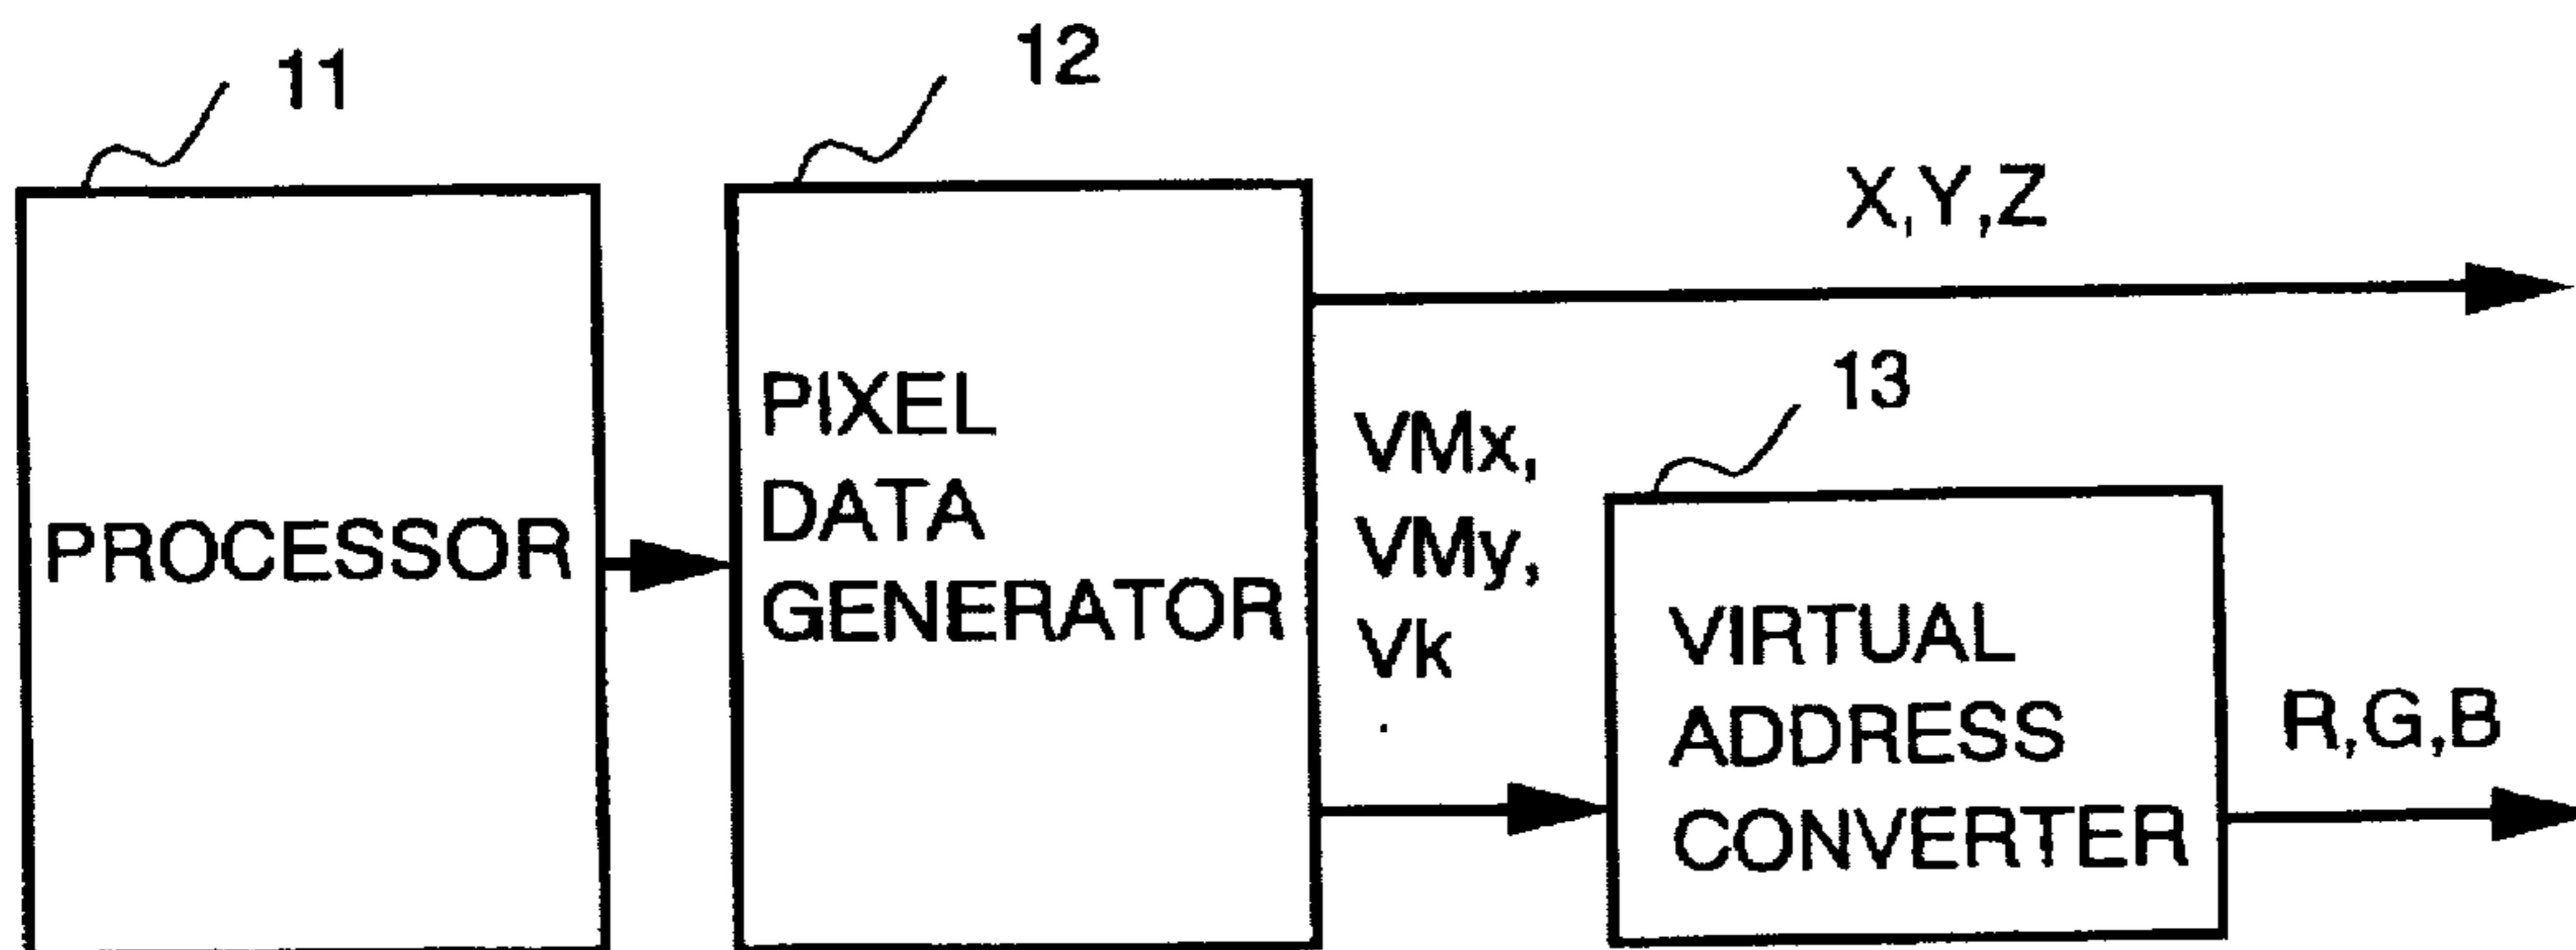 11
12
X,Y,Z
13
PROCESSOR
PIXEL
DATA
GENERATOR
VMx,
VMy,
Vk
VIRTUAL
ADDRESS
CONVERTER
R,G,B